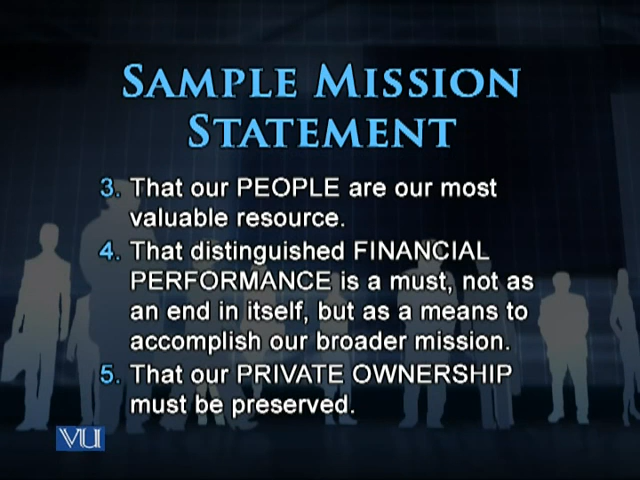 SAMPLE MISSION
STATEMENT
3. That our PEOPLE are our most
valuable resource.
4. That distinguished FINANCIAL
PERFORMANCE is a must, not as
an end in itself, but as a means to
accomplish our broader mission.
5. That our PRIVATE OWNERSHIP
must be preserved.
VU